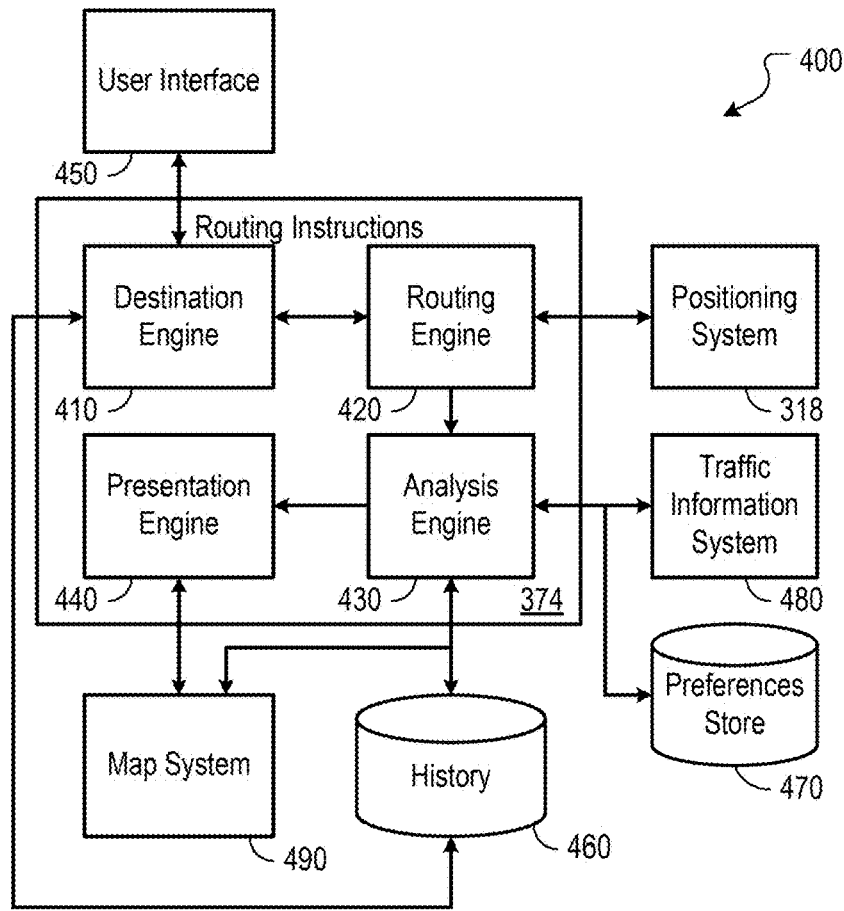 400
User Interface
450
Routing Instructions
Destination
Engine
410
Routing
Engine
420
Positioning
System
318
Presentation
Engine
440
Analysis
Engine
430
374
Traffic
Information
System
480
Map System
490
History
460
Preferences
Store
470